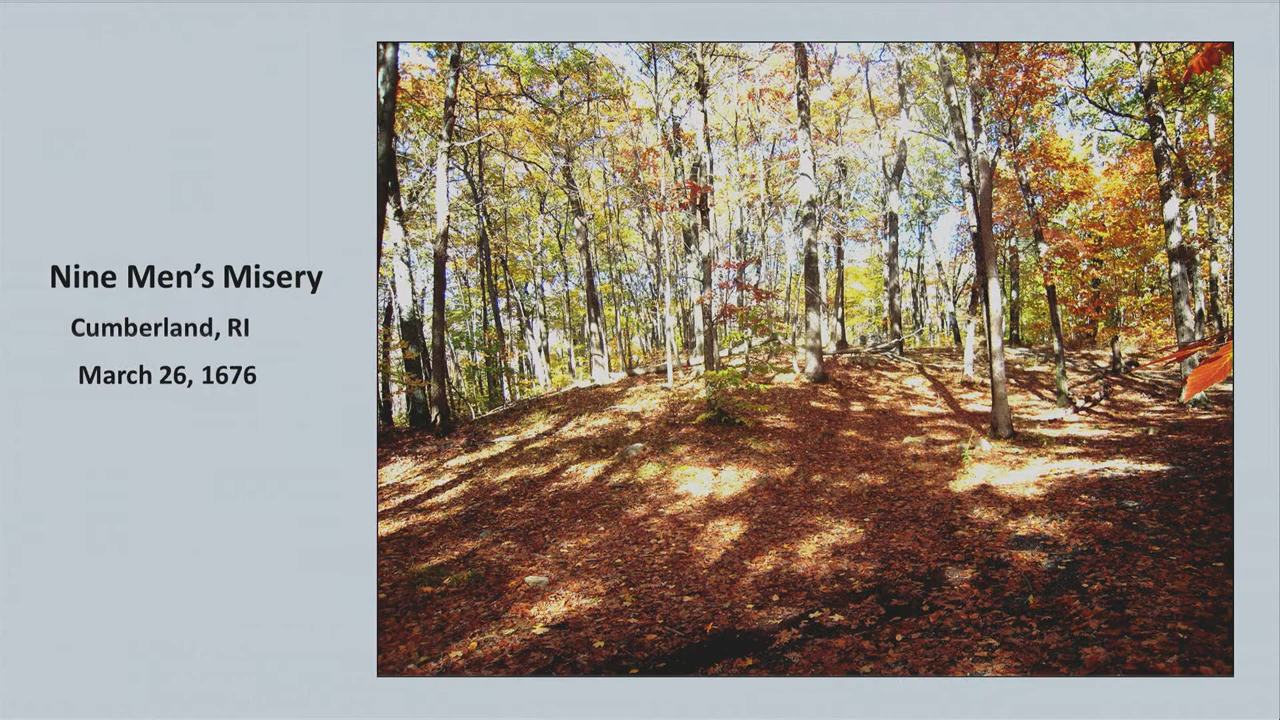 Nine Men’s Misery
Cumberland, RI
March 26, 1676